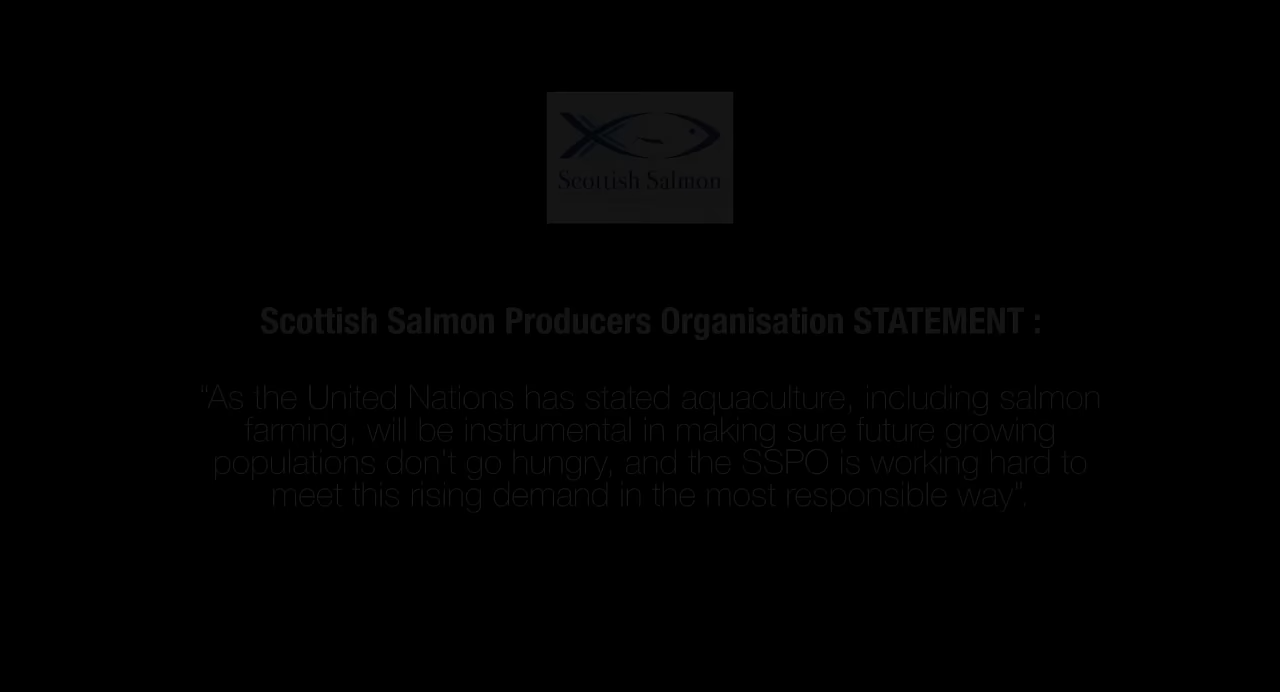 Scottish Salmon
Scottish Salmon Producers Organisation STATEMENT :
“As the United Nations has stated aquaculture, including salmon
farming, will be instrumental in making sure future growing
populations don't go hungry, and the SSPO is working hard to
meet this rising demand in the most responsible way”.